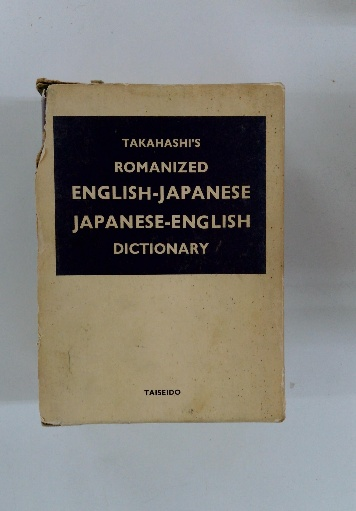 TAKAHASHI'S
ROMANIZED
ENGLISH-JAPANESE
JAPANESE-ENGLISH
DICTIONARY
TAISEIDO